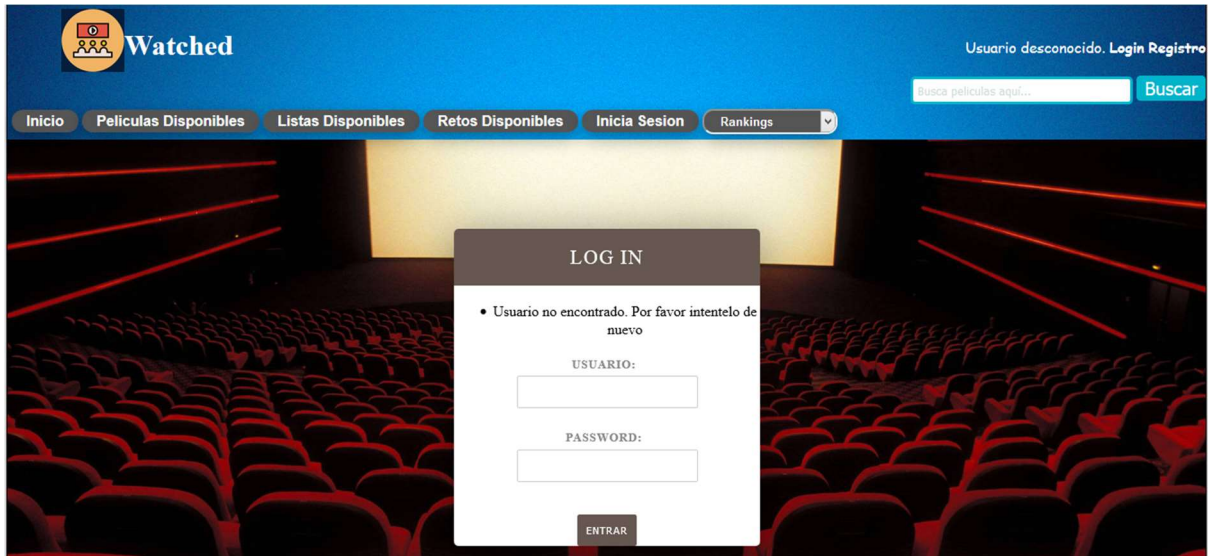 Watched
Usuario desconocido. Login Registro
Busca peliculas aquí...
Buscar
Inicio Peliculas Disponibles Listas Disponibles Retos Disponibles Inicia Sesion Rankings
LOG IN
• Usuario no encontrado. Por favor intentelo de
nuevo
USUARIO:
PASSWORD:
ENTRAR